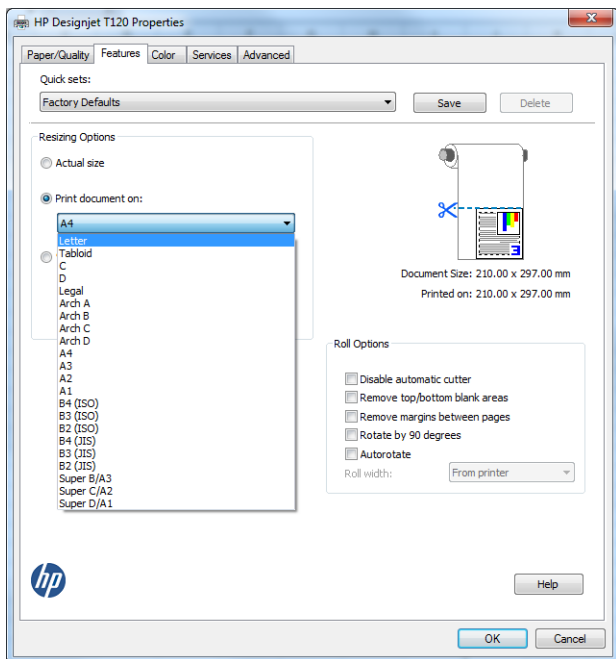 HP Designjet T120 Properties
Paper/Quality Features Color Services Advanced
Quick sets:
Factory Defaults
Save
Delete
Resizing Options
Actual size
Print document on:
A4
Letter
Tabloid
C
D
Legal
Arch A
Arch B
Arch C
Arch D
A4
A3
A2
A1
B4 (ISO)
B3 (ISO)
B2 (ISO)
B4 (JIS)
B3 (JIS)
B2 (JIS)
Super B/A3
Super C/A2
Super D/A1
3
Document Size: 210.00 x 297.00 mm
Printed on: 210.00 x 297.00 mm
Roll Options
Disable automatic cutter
Remove top/bottom blank areas
Remove margins between pages
Rotate by 90 degrees
Autorotate
Roll width: From printer
hp
Help
OK
Cancel